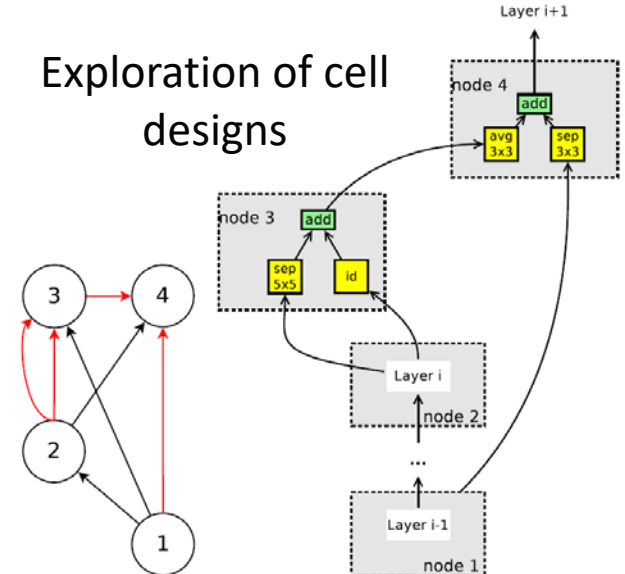 Layer i+1
Exploration of cell
designs
node 4
add
avg
3x3
sep
3x3
node 3
add
sep
5x5
id
3
4
Layer i
node 2
2
...
Layer i-1
1
node 1